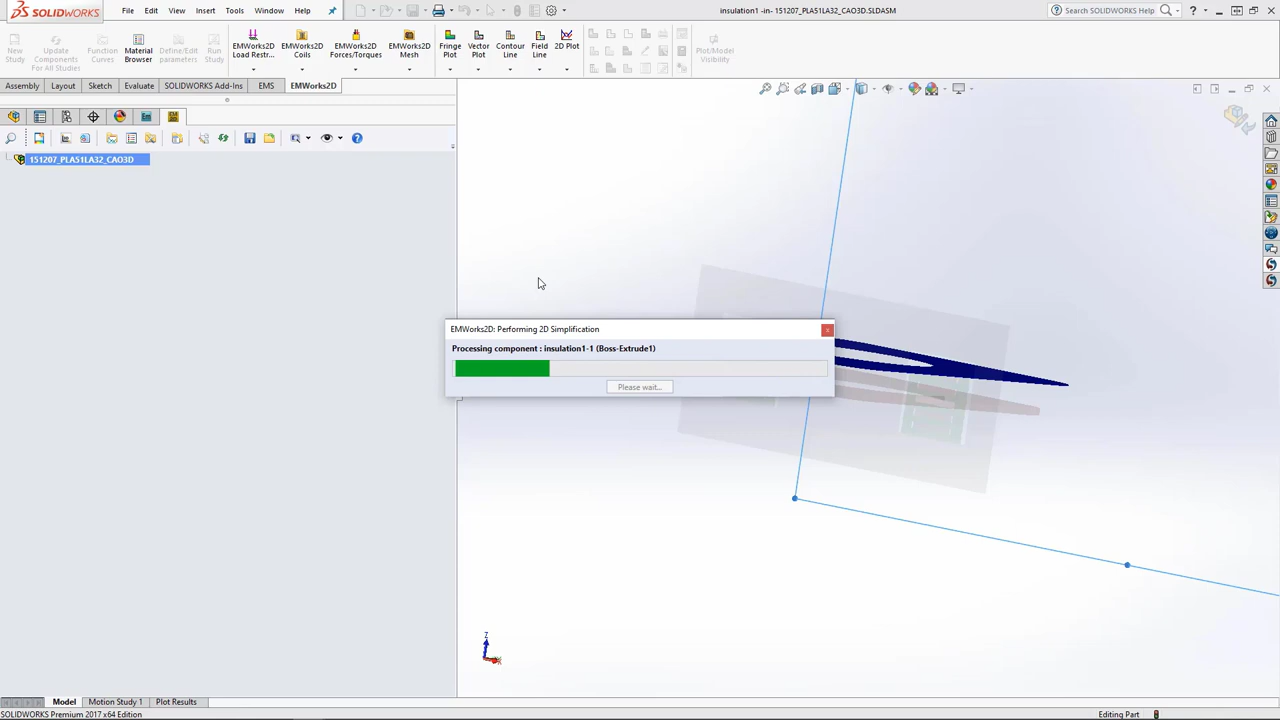 SOLIDWORKS File Edit View Insert Tools Window Help insulation1 -in- 151207_PLA51LA32_CAO3D.SLDASM Search SOLIDWORKS Help
New Study
Update Components For All Studies
Function Curves
Material Browser
Define/Edit parameters
Run Study
EMWorks2D Load Restr...
EMWorks2D Coils
EMWorks2D Forces/Torques
EMWorks2D Mesh
Fringe Plot
Vector Plot
Contour Line
Field Line
2D Plot
Plot/Model Visibility
Assembly Layout Sketch Evaluate SOLIDWORKS Add-Ins EMS EMWorks2D
151207_PLA51LA32_CAO3D
EMWorks2D: Performing 2D Simplification
Processing component : insulation1-1 (Boss-Extrude1)
Please wait...
Z
Model Motion Study 1 Plot Results
SOLIDWORKS Premium 2017 x64 Edition Editing Part